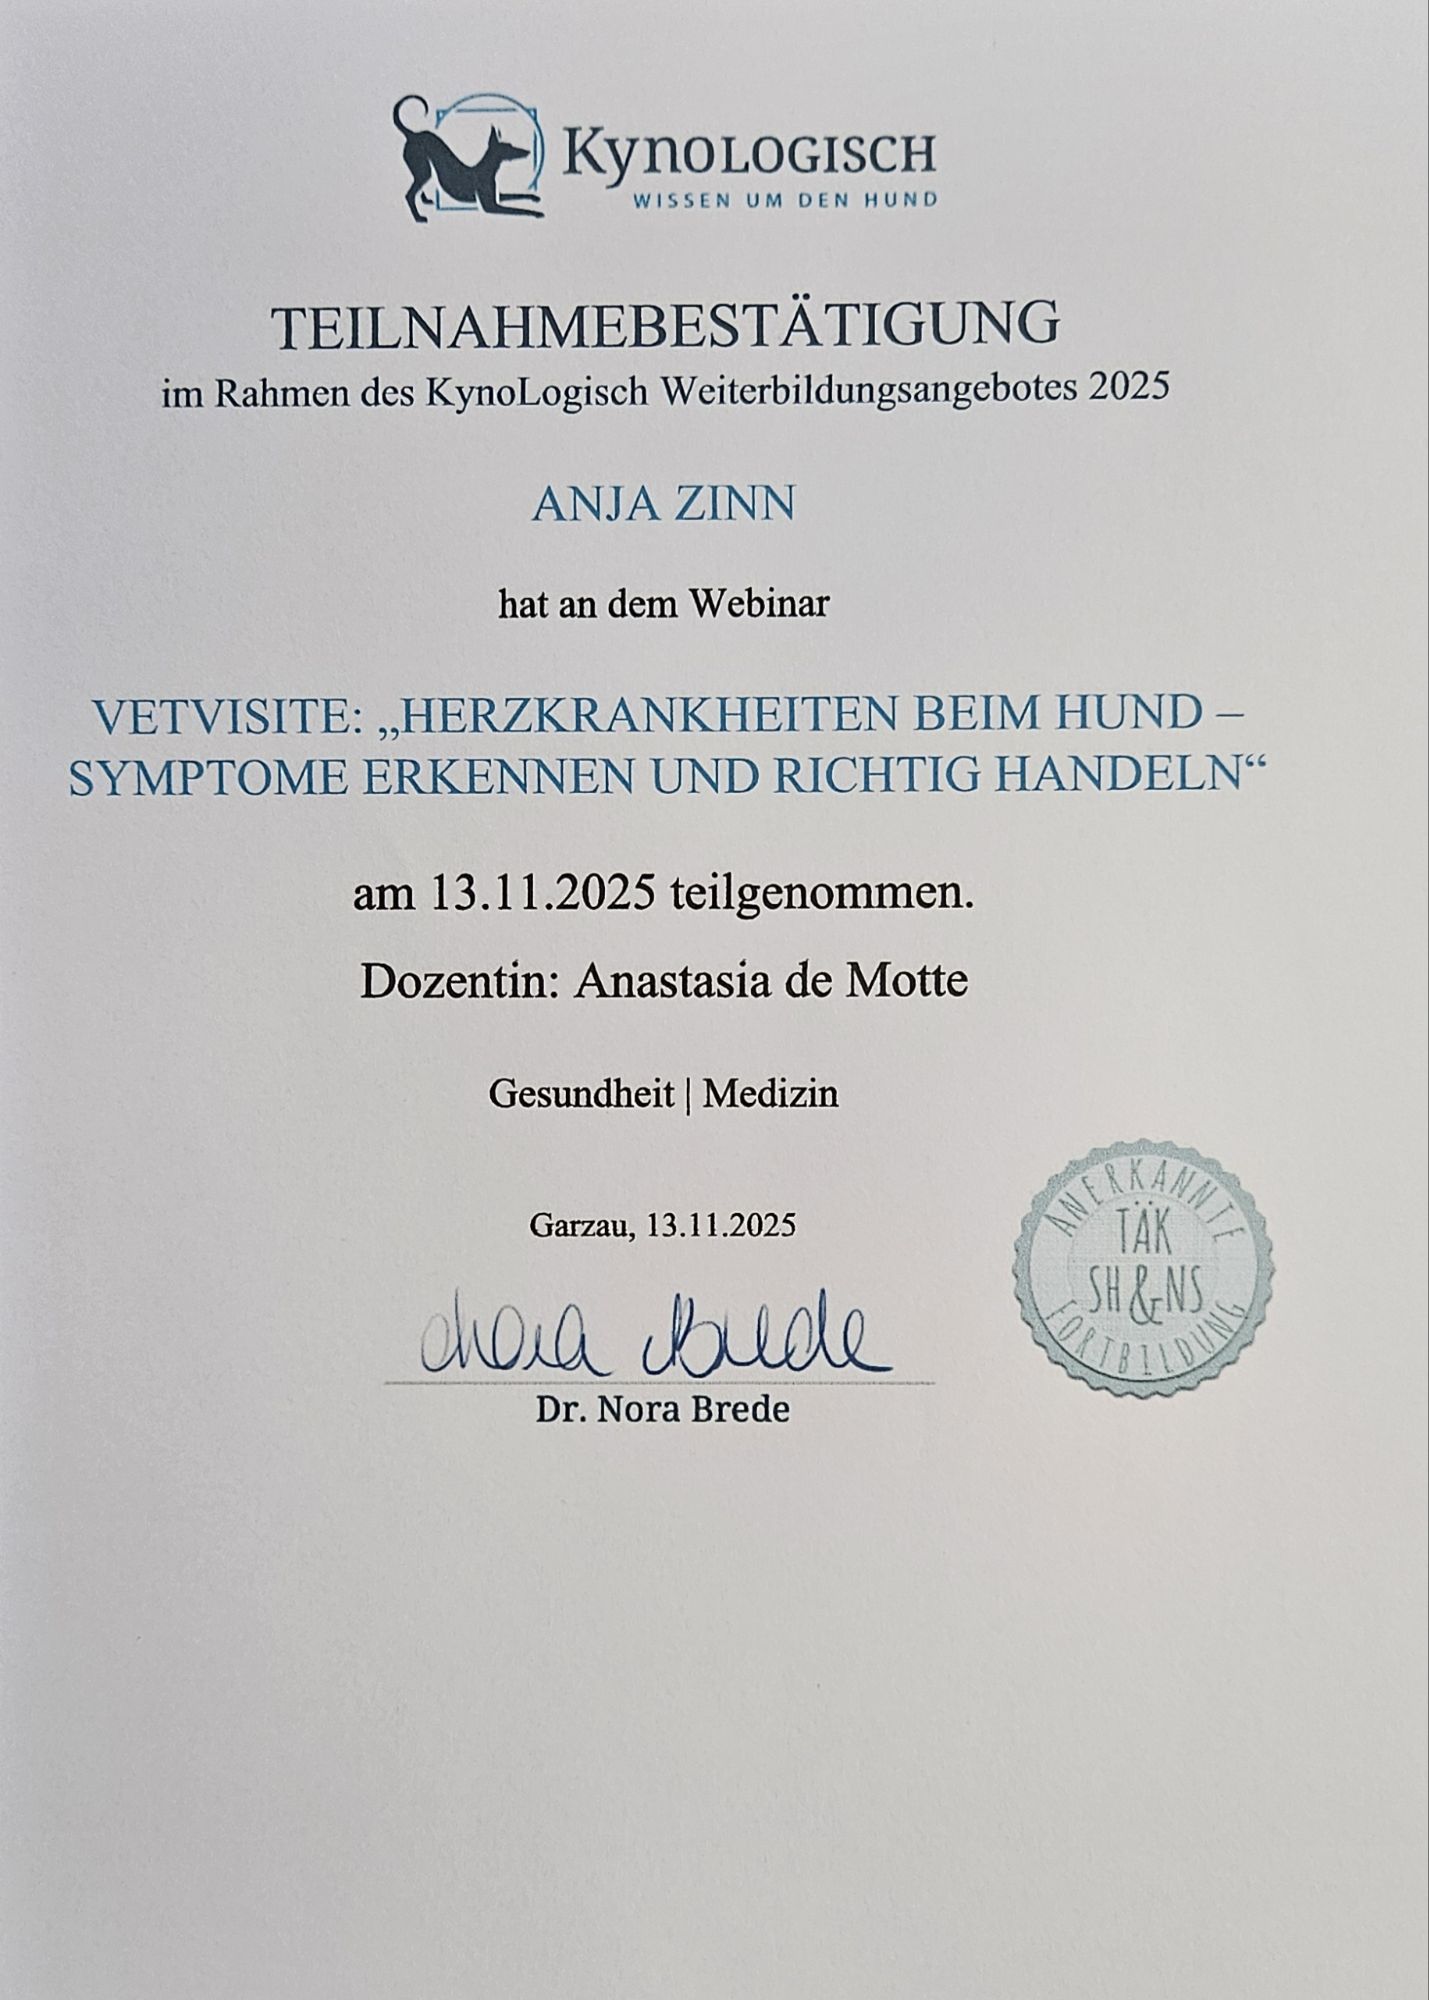 KynoLogisch
WISSEN UM DEN HUND
TEILNAHMEBESTÄTIGUNG
im Rahmen des KynoLogisch Weiterbildungsangebotes 2025
ANJA ZINN
hat an dem Webinar
VETVISITE: „HERZKRANKHEITEN BEIM HUND –
SYMPTOME ERKENNEN UND RICHTIG HANDELN“
am 13.11.2025 teilgenommen.
Dozentin: Anastasia de Motte
Gesundheit | Medizin
Garzau, 13.11.2025
Nora Brede
Dr. Nora Brede
ANERKANNTE
TÄK
SH & NS
FORTBILDUNG